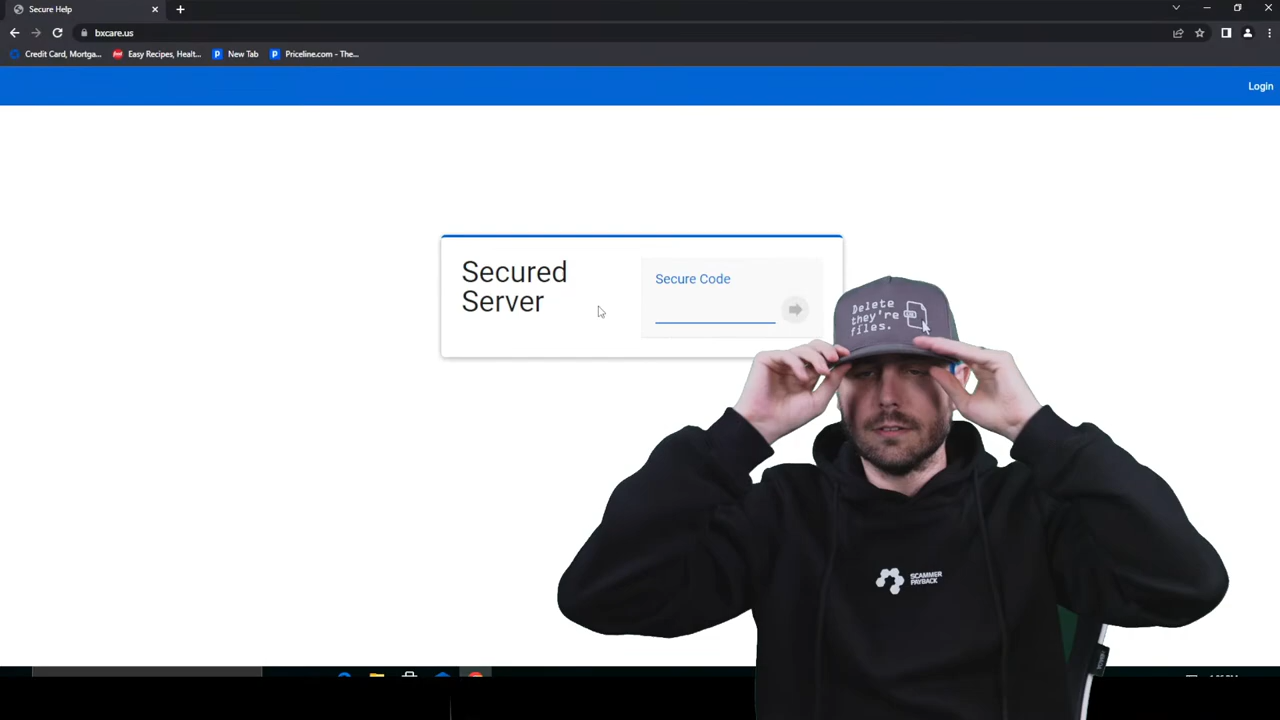 Secure Help
bxcare.us
Credit Card, Mortga...
Easy Recipes, Healt...
New Tab
Priceline.com - The...
Login
Secured
Server
Secure Code
Delete
they're
files.
SCAMMER
PAYBACK